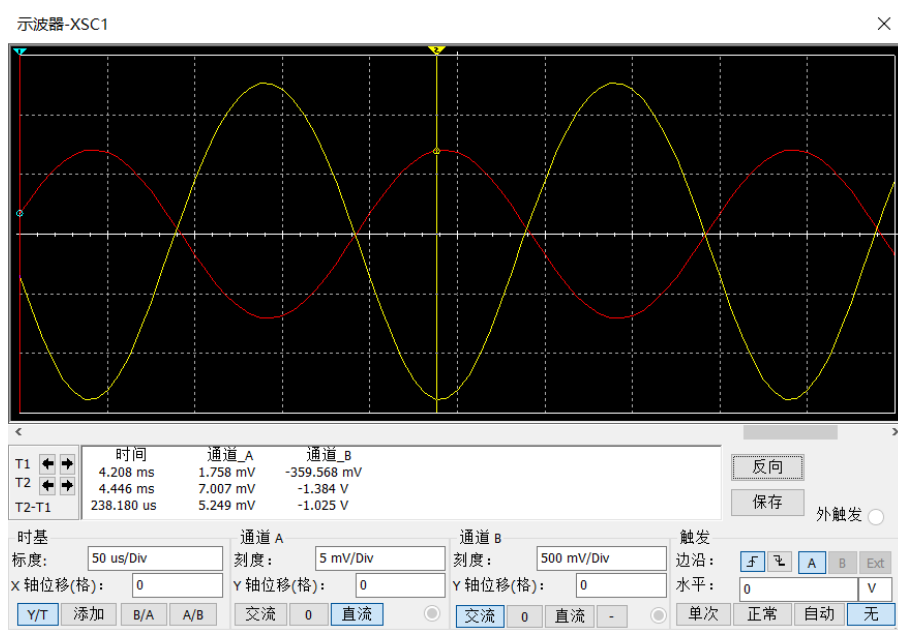 示波器-XSC1
1
2
时间 通道_A 通道_B
T1 4.208 ms 1.758 mV -359.568 mV
T2 4.446 ms 7.007 mV -1.384 V
T2-T1 238.180 us 5.249 mV -1.025 V
反向
保存
外触发
时基 通道 A 通道 B 触发
标度: 50 us/Div 刻度: 5 mV/Div 刻度: 500 mV/Div 边沿: A B Ext
X 轴位移(格): 0 Y 轴位移(格): 0 Y 轴位移(格): 0 水平: 0 V
Y/T 添加 B/A A/B 交流 0 直流 交流 0 直流 - 单次 正常 自动 无